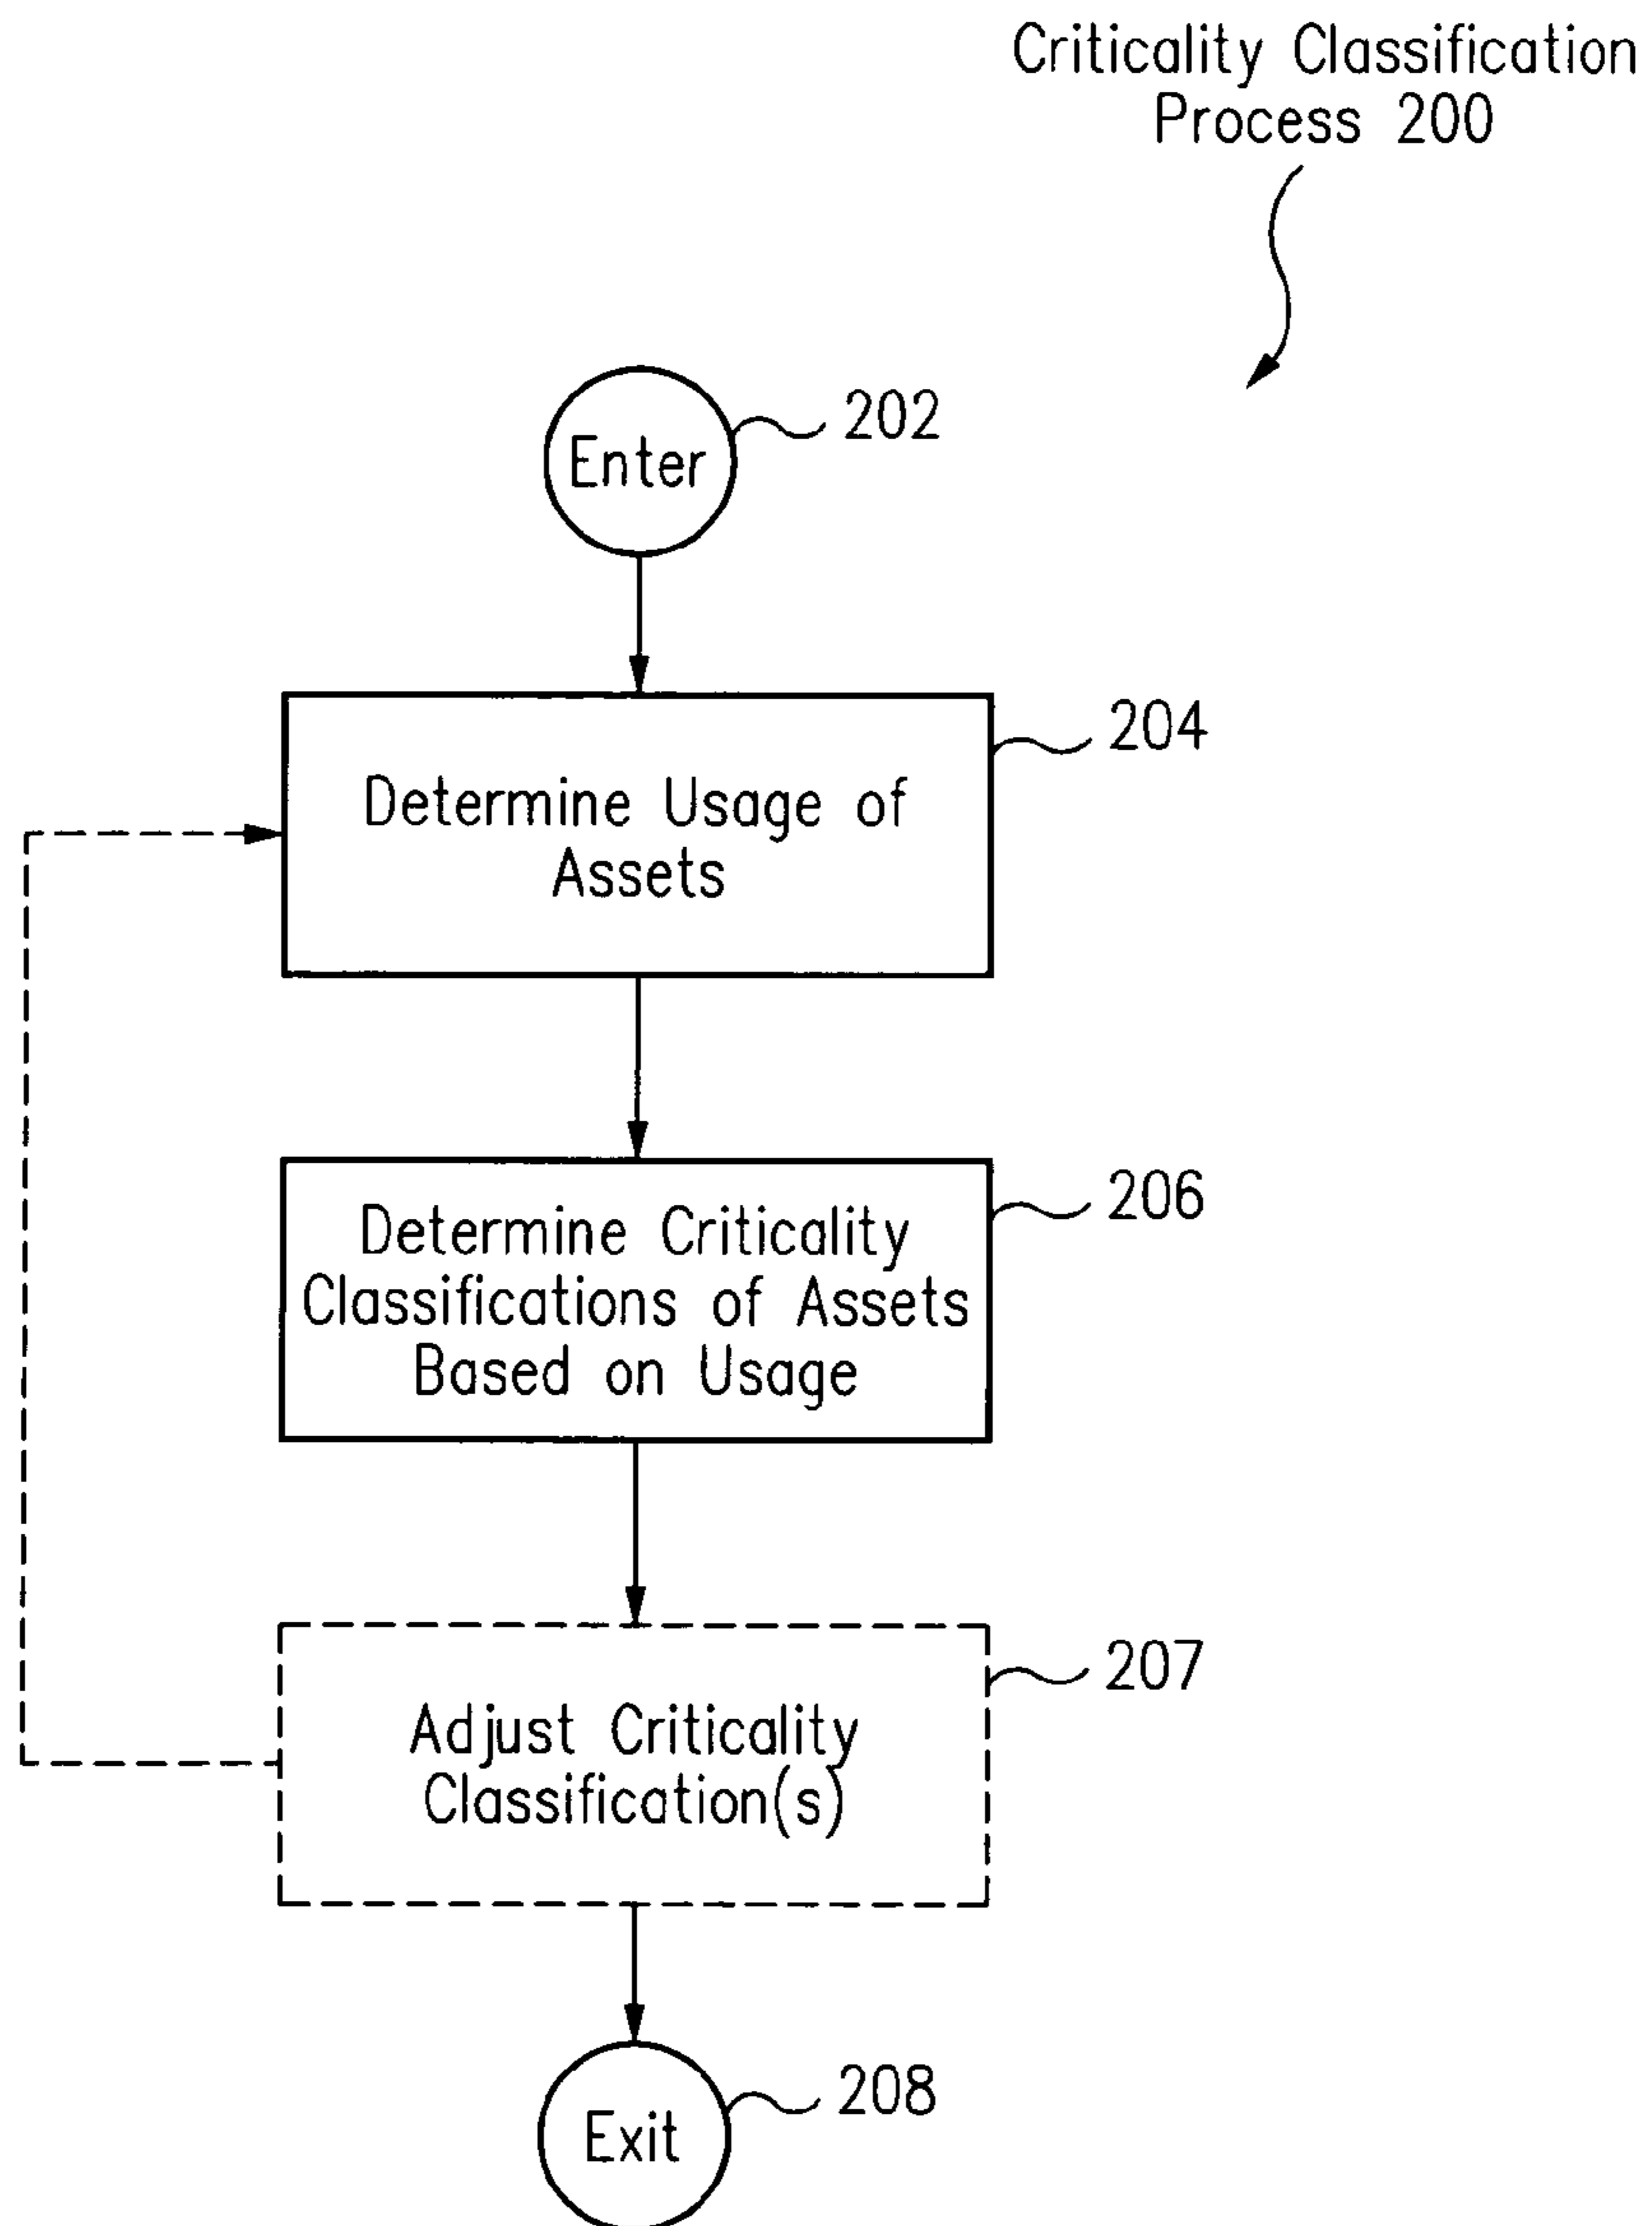 Criticality Classification
Process 200
Enter
202
204
Determine Usage of
Assets
206
Determine Criticality
Classifications of Assets
Based on Usage
207
Adjust Criticality
Classification(s)
208
Exit